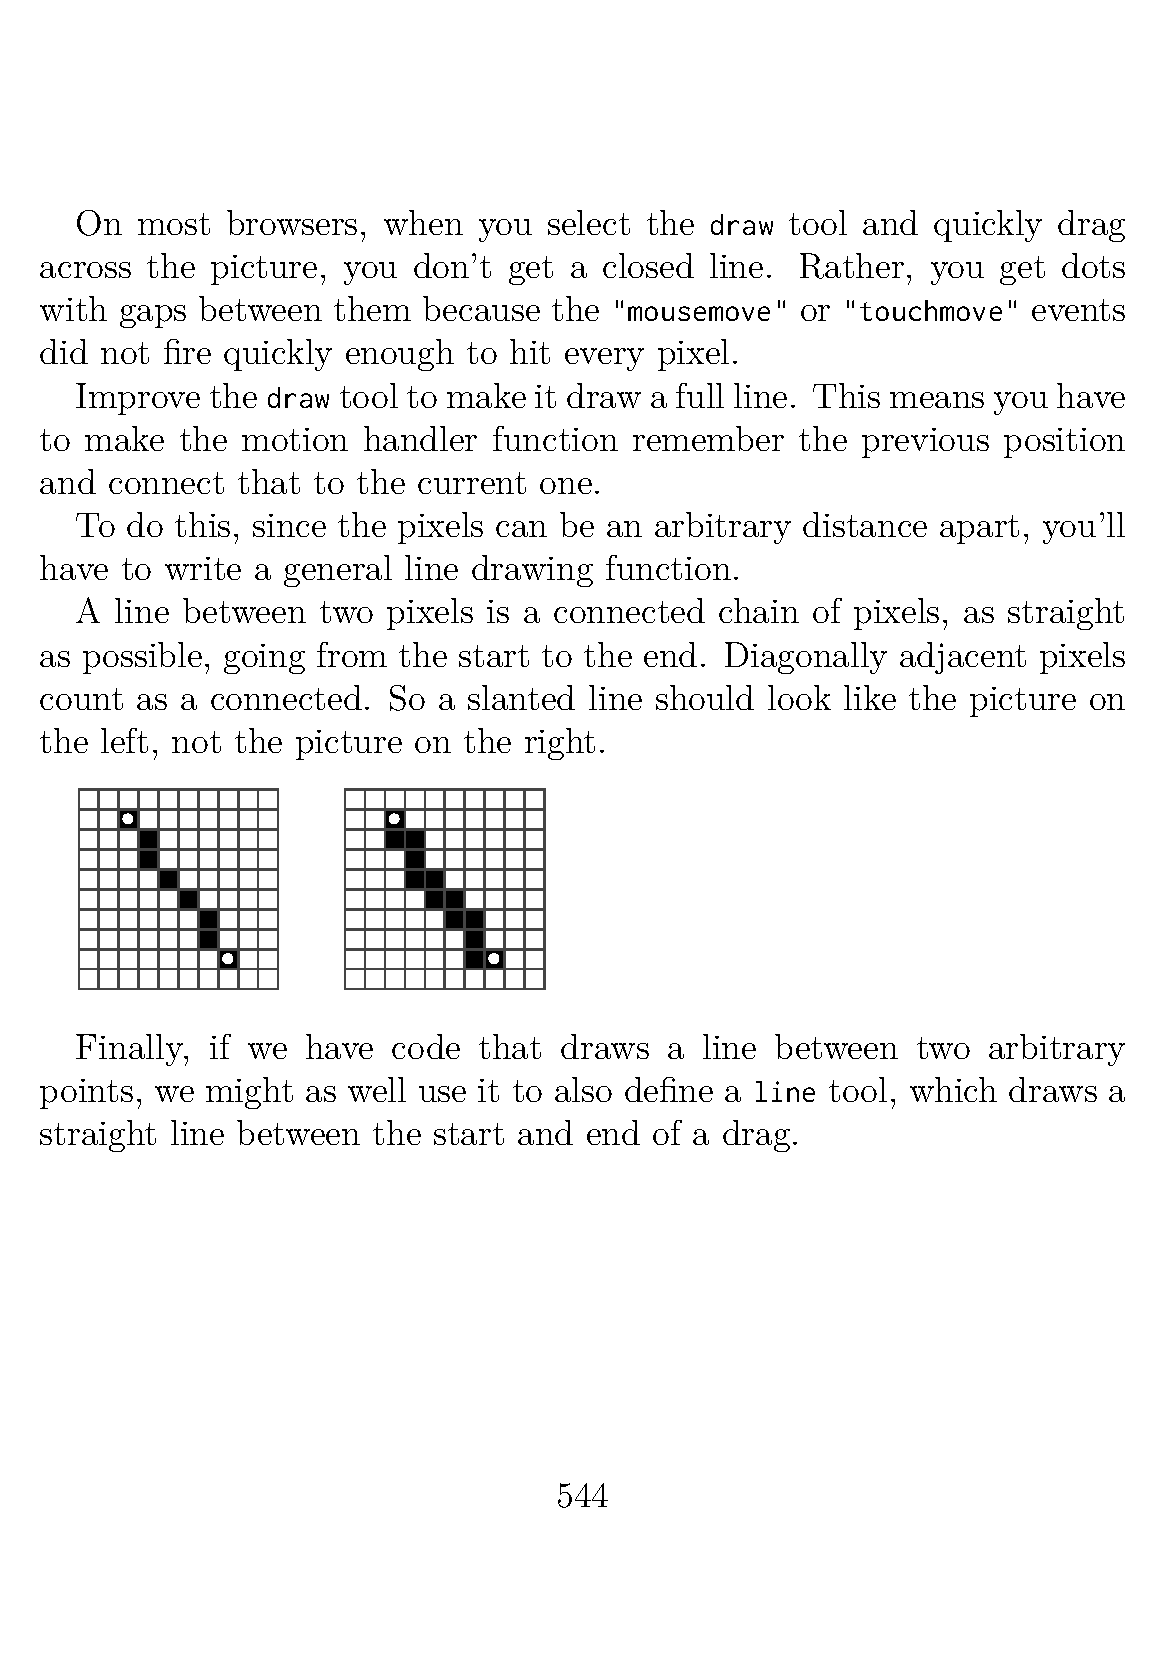 On most browsers, when you select the draw tool and quickly drag
across the picture, you don't get a closed line. Rather, you get dots
with gaps between them because the "mousemove" or "touchmove" events
did not fire quickly enough to hit every pixel.
Improve the draw tool to make it draw a full line. This means you have
to make the motion handler function remember the previous position
and connect that to the current one.
To do this, since the pixels can be an arbitrary distance apart, you'll
have to write a general line drawing function.
A line between two pixels is a connected chain of pixels, as straight
as possible, going from the start to the end. Diagonally adjacent pixels
count as a connected. So a slanted line should look like the picture on
the left, not the picture on the right.
Finally, if we have code that draws a line between two arbitrary
points, we might as well use it to also define a line tool, which draws a
straight line between the start and end of a drag.
544